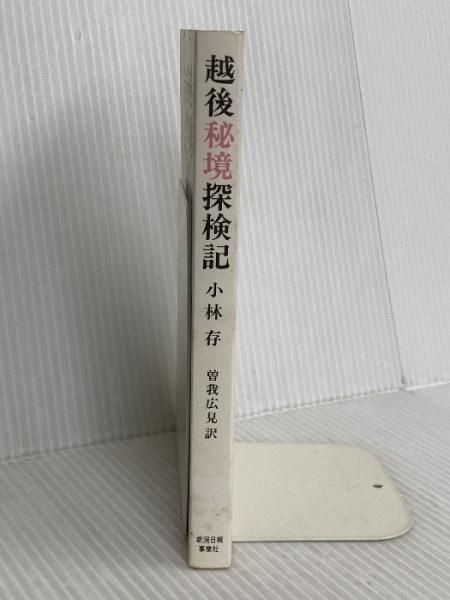 越後秘境探検記
小林存
曽我広見訳
新潟日報
事業社